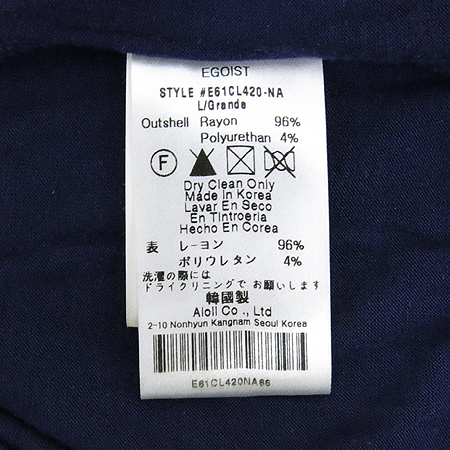 EGOIST
STYLE #E61CL420-NA
L/Grande
Outshell Rayon 96%
Polyurethan 4%
F
Dry Clean Only
Made In Korea
Lavar En Seco
En Tintroeria
Hecho En Corea
表 レーヨン 96%
ポリウレタン 4%
洗濯の際には
ドライクリニングで お願いします
韓國製
Aioli Co ., Ltd
2-10 Nonhyun Kangnam Seoul Korea
E61CL420NA66